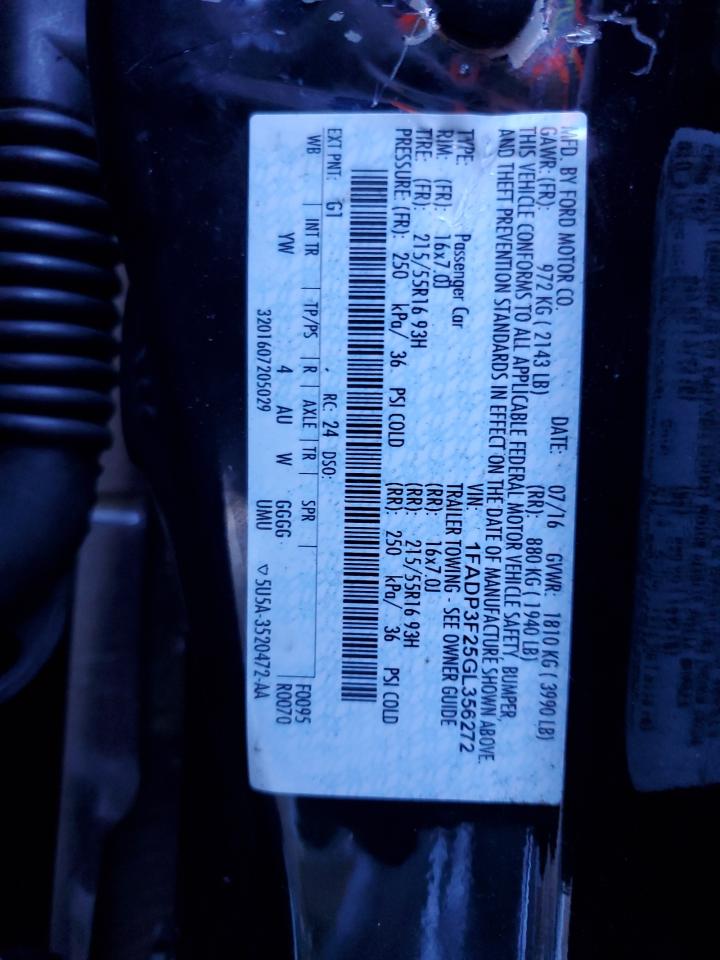 MFD. BY FORD MOTOR CO.
DATE: 07/16 GVWR: 1810 KG ( 3990 LB)
GAWR: (FR): 972 KG ( 2143 LB) (RR): 880 KG ( 1940 LB)
THIS VEHICLE CONFORMS TO ALL APPLICABLE FEDERAL MOTOR VEHICLE SAFETY, BUMPER,
AND THEFT PREVENTION STANDARDS IN EFFECT ON THE DATE OF MANUFACTURE SHOWN ABOVE.
VIN: 1FADP3F25GL356272
TYPE: Passenger Car TRAILER TOWING - SEE OWNER GUIDE
RIM: (FR): 16x7.0J (RR): 16x7.0J
TIRE: (FR): 215/55R16 93H (RR): 215/55R16 93H
PRESSURE: (FR): 250 kPa/ 36 PSI COLD (RR): 250 kPa/ 36 PSI COLD
EXT PNT: G1 RC: 24 DSO: F0095
WB INT TR TP/PS R AXLE TR SPR R0070
YW 4 AU W GGGG
3201607205029 UMU ▽ 5U5A-3520472-AA